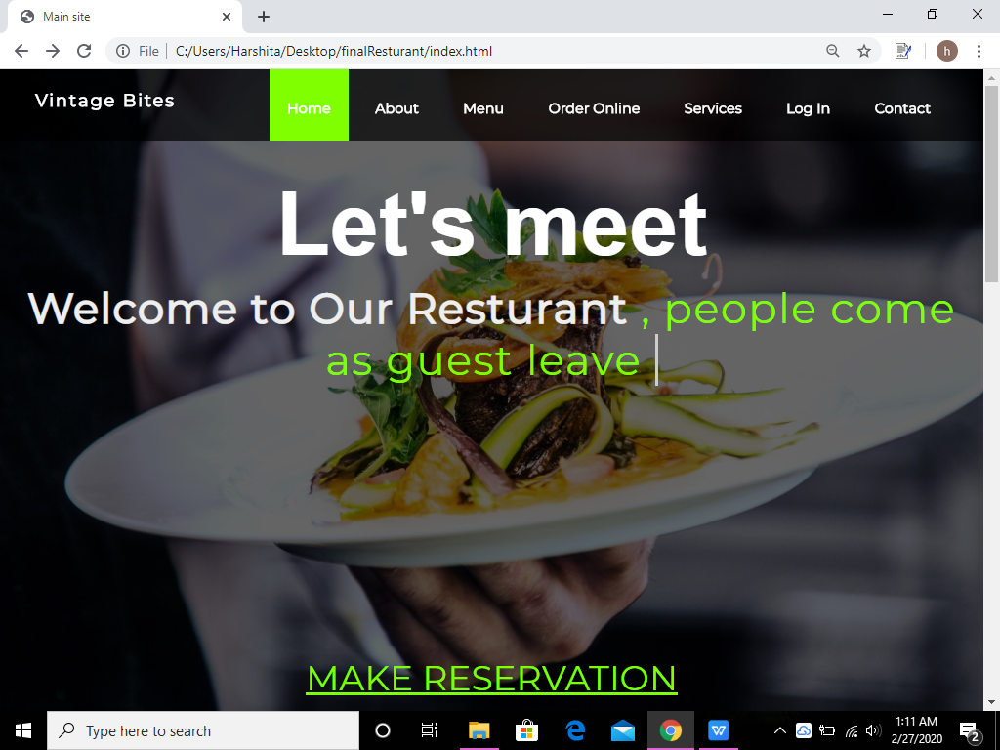 Main site
File C:/Users/Harshita/Desktop/finalResturant/index.html
h
Vintage Bites
Home About Menu Order Online Services Log In Contact
Let's meet
Welcome to Our Resturant , people come
as guest leave
MAKE RESERVATION
Type here to search
1:11 AM
2/27/2020
2